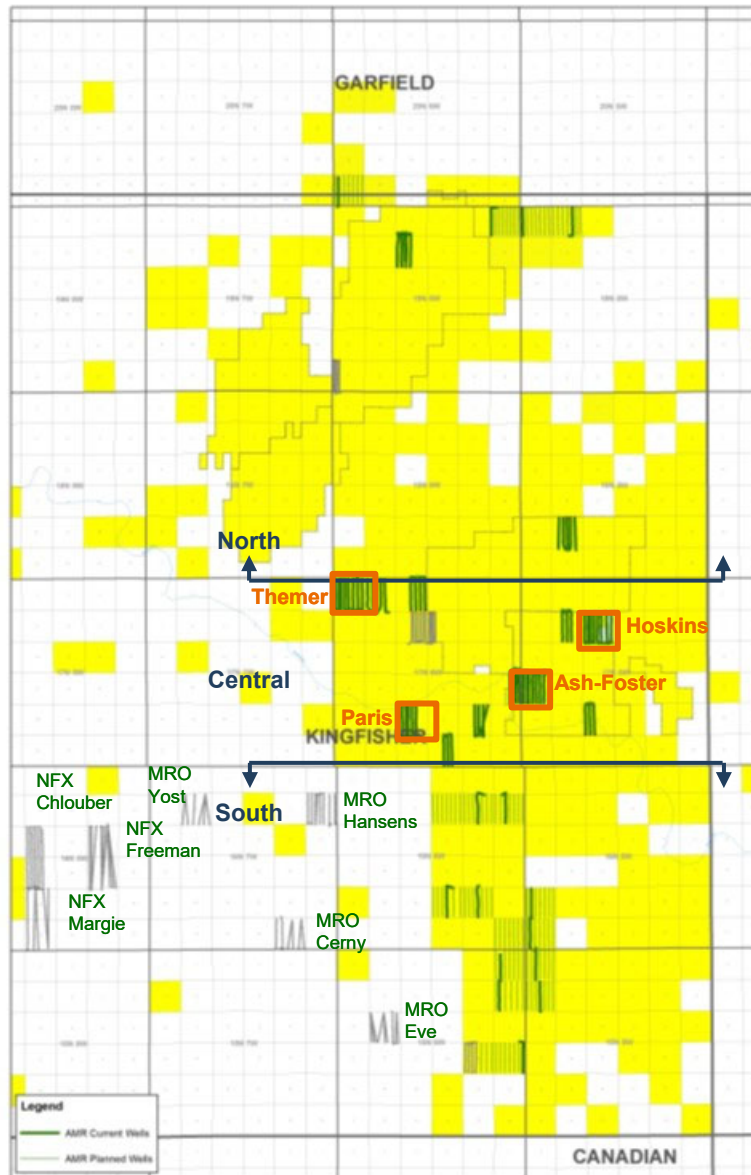 GARFIELD
North
Themer
Hoskins
Central
Ash-Foster
Paris
KINGFISHER
NFX
Chlouber
MRO
Yost
South
MRO
Hansens
NFX
Freeman
NFX
Margie
MRO
Cerny
MRO
Eve
Legend
AMR Current Wells
AMR Planned Wells
CANADIAN